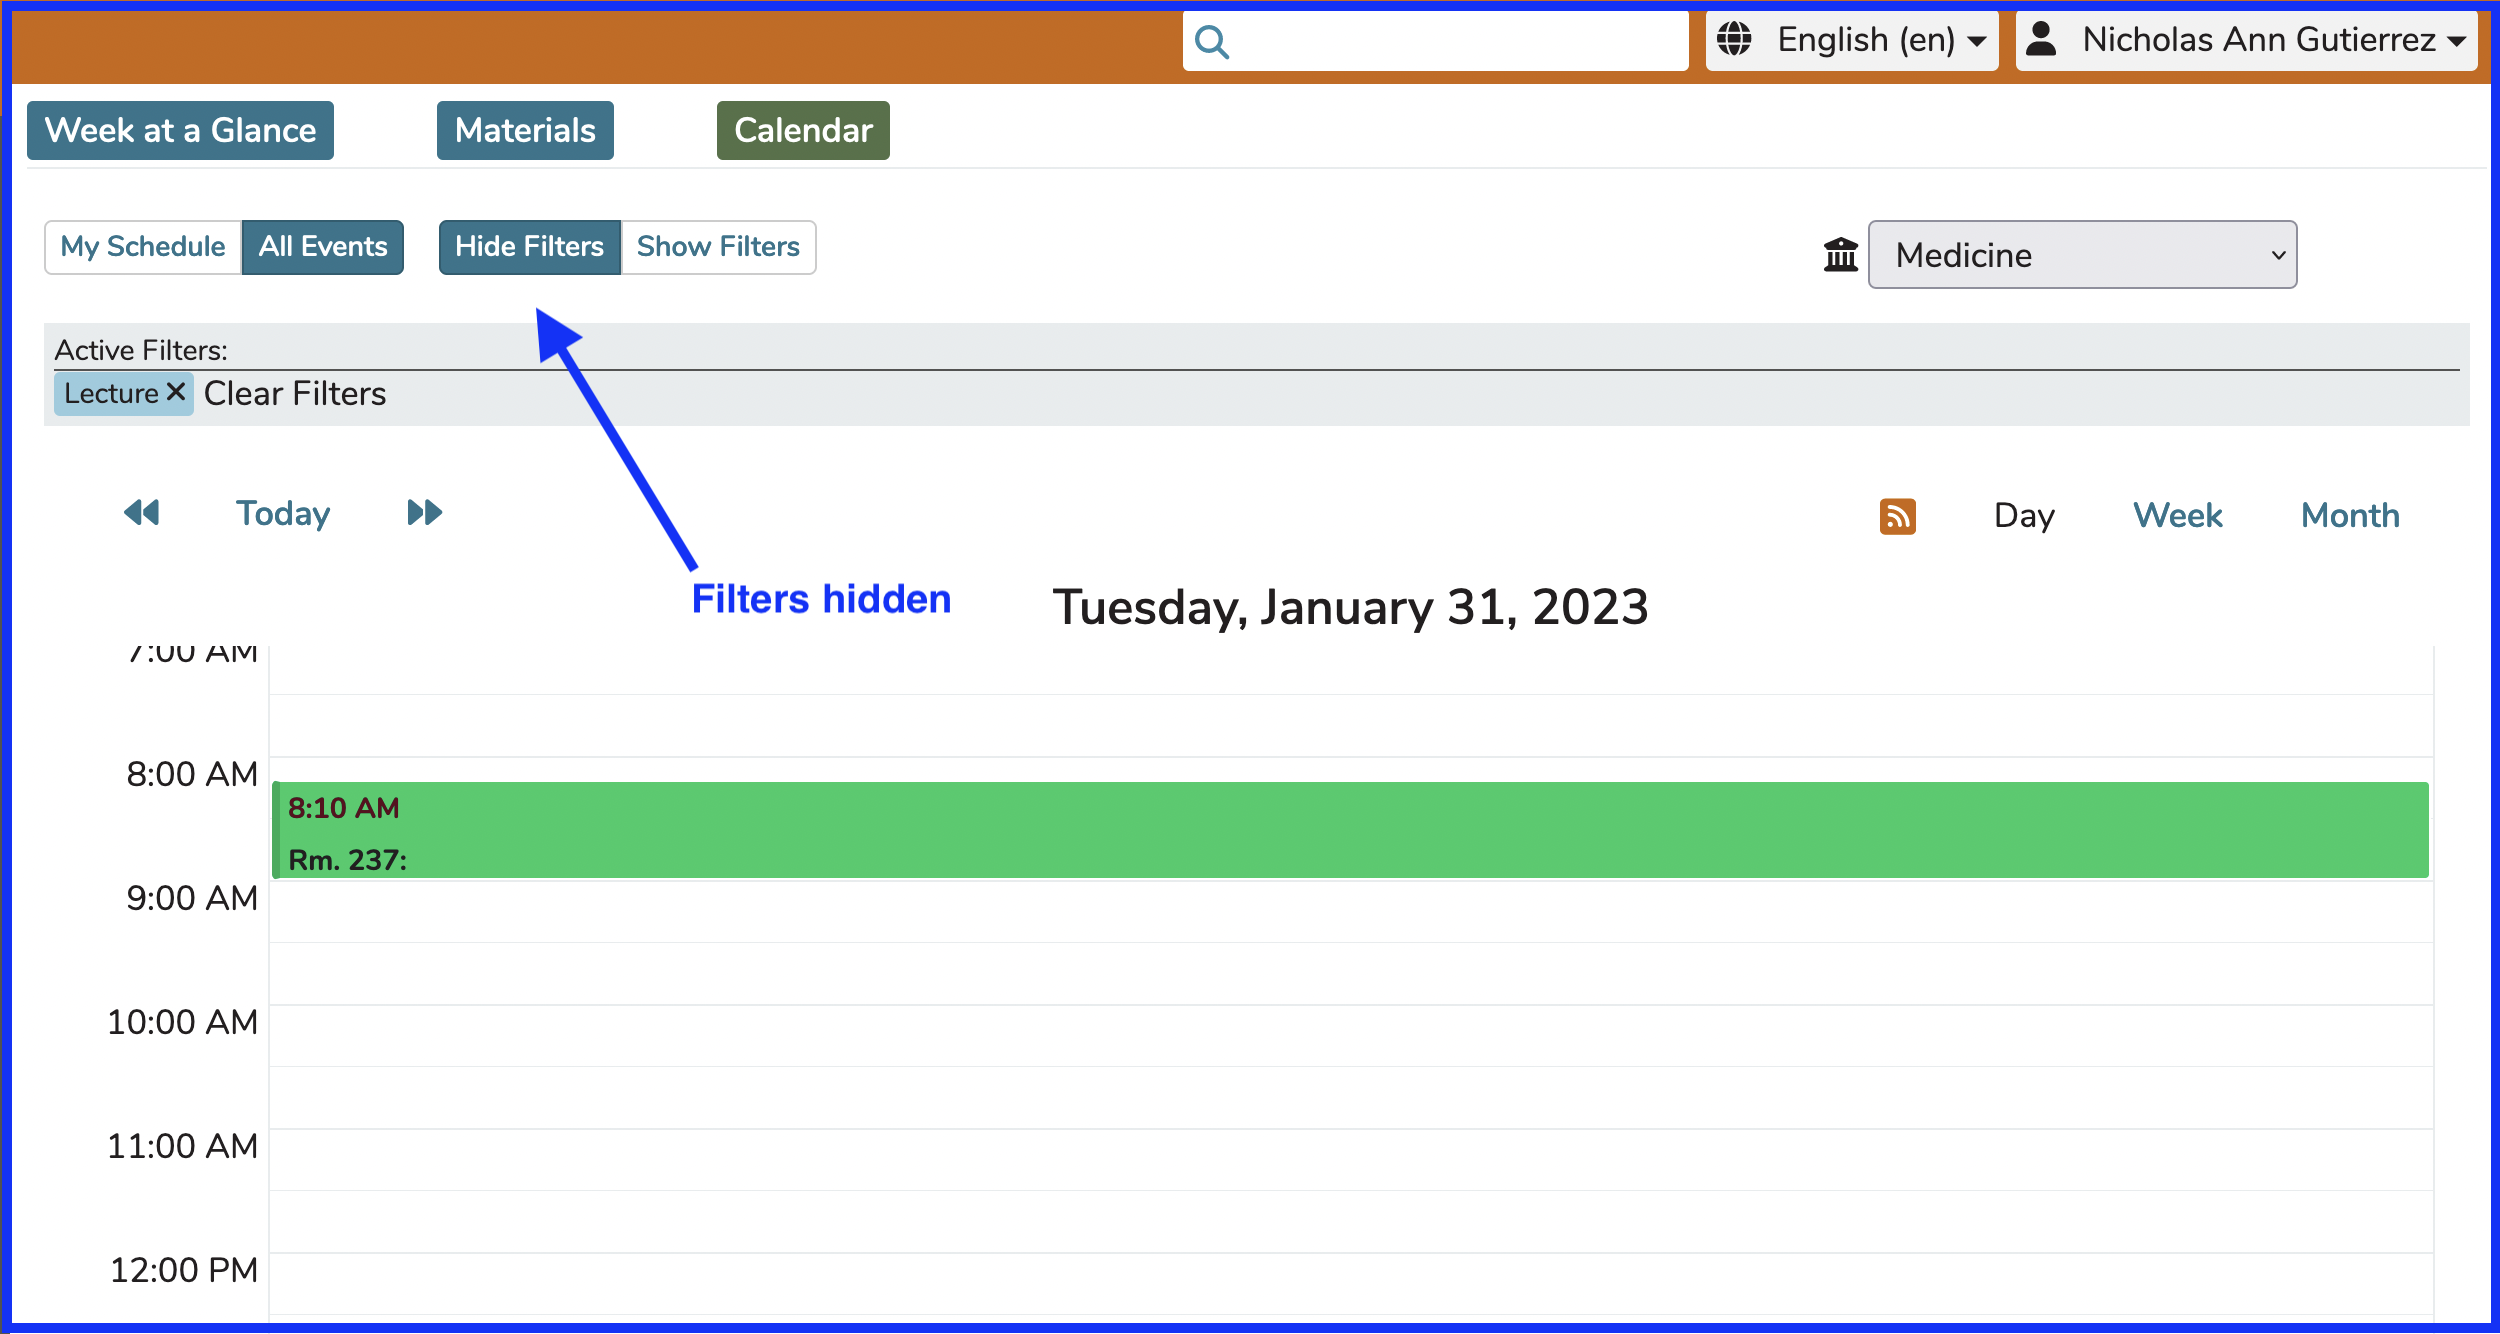 English (en)
Nicholas Ann Gutierrez
Week at a Glance
Materials
Calendar
My Schedule
All Events
Hide Filters
Show Filters
Medicine
Active Filters:
Lecture
Clear Filters
Today
Day
Week
Month
Filters hidden
Tuesday, January 31, 2023
7:00 AM
8:00 AM
8:10 AM
Rm. 237:
9:00 AM
10:00 AM
11:00 AM
12:00 PM